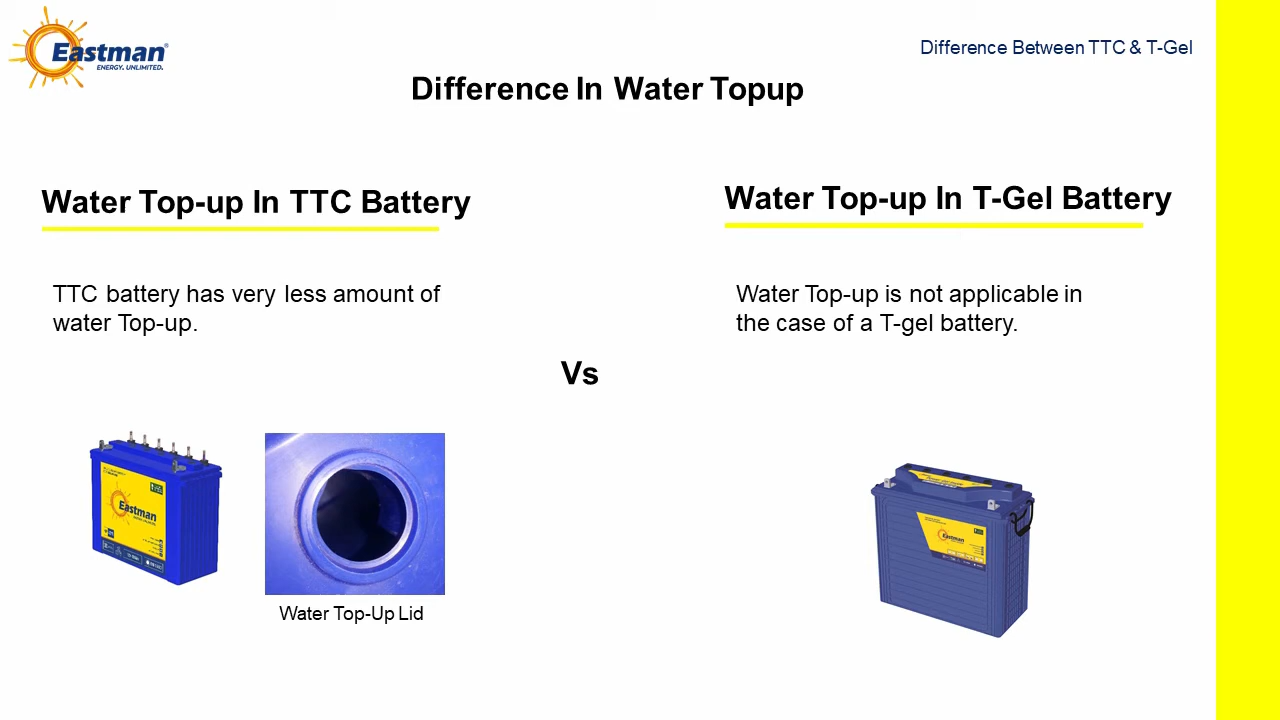 Eastman
ENERGY. UNLIMITED.
Difference Between TTC & T-Gel
Difference In Water Topup
Water Top-up In TTC Battery
TTC battery has very less amount of
water Top-up.
Vs
Water Top-up In T-Gel Battery
Water Top-up is not applicable in
the case of a T-gel battery.
Eastman
Water Top-Up Lid
Eastman